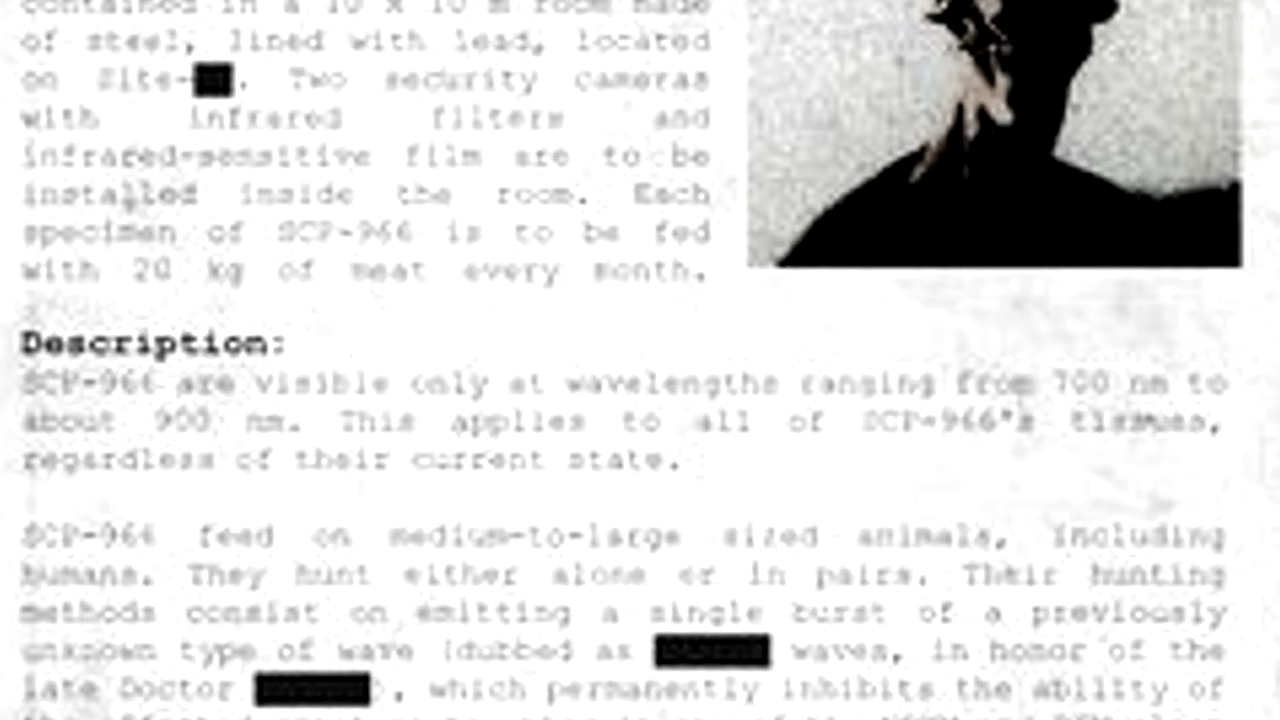 contained in a 10 x 10 m room made
of steel, lined with lead, located
on Site-. Two security cameras
with infrared filters and
infrared-sensitive film are to be
installed inside the room. Each
specimen of SCP-966 is to be fed
with 20 kg of meat every month.
Description:
SCP-966 are visible only at wavelengths ranging from 700 nm to
about 900 nm. This applies to all of SCP-966's tissues,
regardless of their current state.
SCP-966 feed on medium-to-large sized animals, including
humans. They hunt either alone or in pairs. Their hunting
methods consist on emitting a single burst of a previously
unknown type of wave (dubbed as waves, in honor of the
late Doctor ), which permanently inhibits the ability of